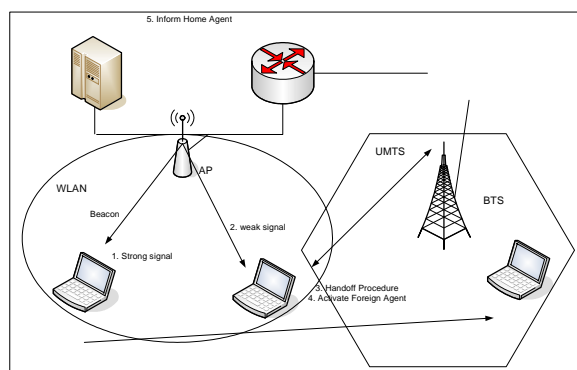 5. Inform Home Agent
UMTS
AP
WLAN
BTS
Beacon
2. weak signal
1. Strong signal
3. Handoff Procedure
4. Activate Foreign Agent